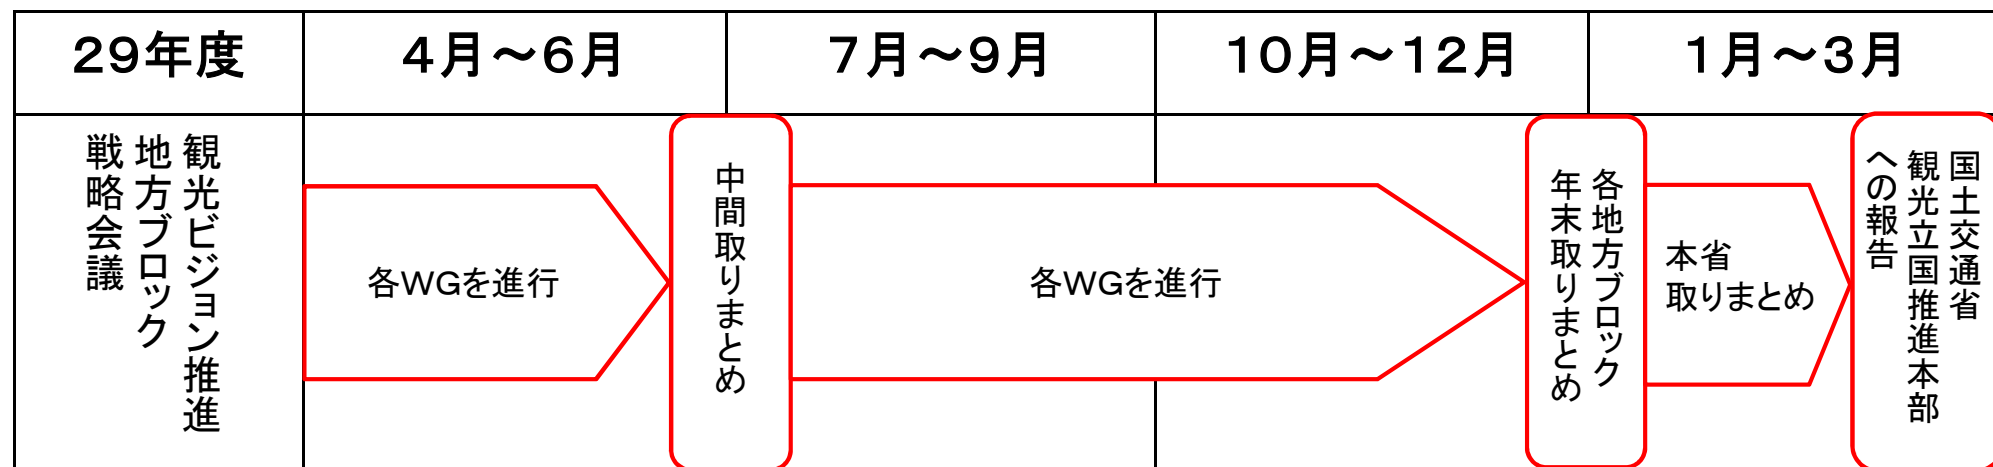 29年度
4月～6月
7月～9月
10月～12月
1月～3月
観光ビジョン推進
地方ブロック
戦略会議
各WGを進行
中間取りまとめ
各WGを進行
各地方ブロック
年末取りまとめ
本省
取りまとめ
国土交通省
観光立国推進本部
への報告